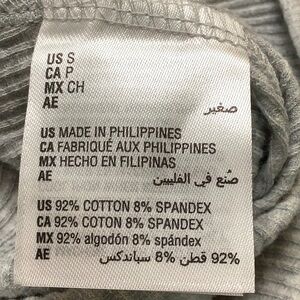 US S
CA P
MX CH
AE صغير
US MADE IN PHILIPPINES
CA FABRIQUÉ AUX PHILIPPINES
MX HECHO EN FILIPINAS
AE صُنع في الفلبين
US 92% COTTON 8% SPANDEX
CA 92% COTON 8% SPANDEX
MX 92% algodón 8% spándex
AE 92% قطن 8% سباندكس